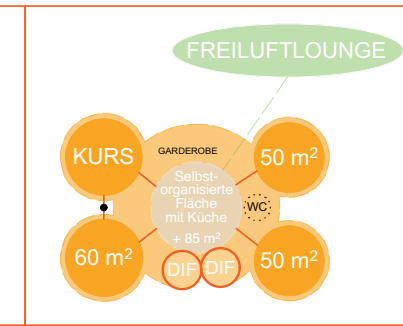 FREILUFTLOUNGE
KURS
GARDEROBE
50 m²
Selbst-
organisierte
Fläche
mit Küche
+ 85 m²
WC
60 m²
DIF
DIF
50 m²